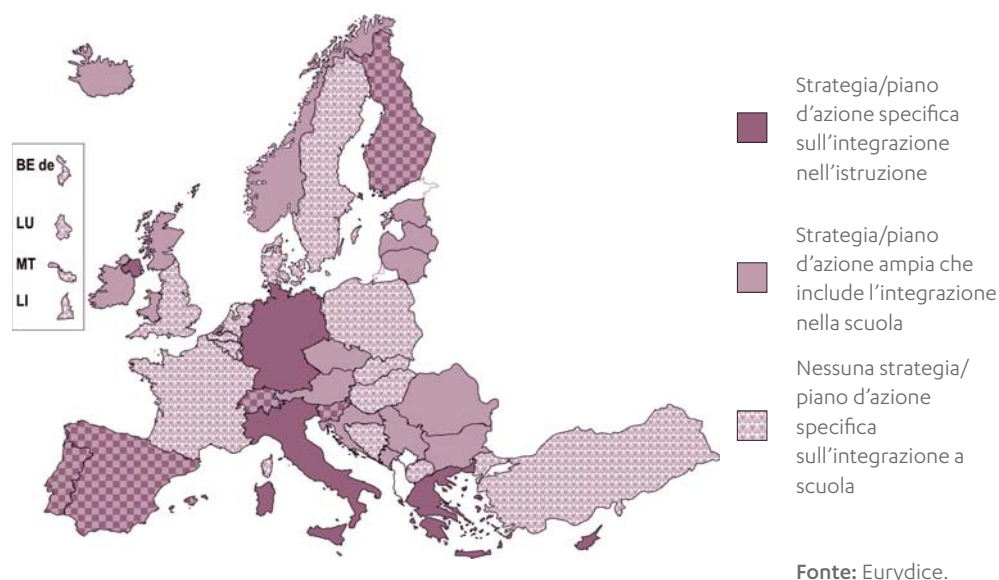 BE de
LU
MT
LI
Strategia/piano
d'azione specifica
sull'integrazione
nell'istruzione
Strategia/piano
d'azione ampia che
include l'integrazione
nella scuola
Nessuna strategia/
piano d'azione
specifica
sull'integrazione a
scuola
Fonte: Eurydice.